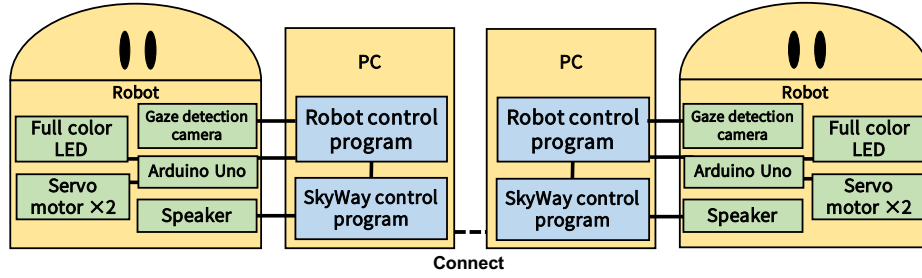 Robot
Gaze detection
camera
Full color
LED
Arduino Uno
Servo
motor ×2
Speaker
PC
Robot control
program
SkyWay control
program
PC
Robot control
program
SkyWay control
program
Robot
Gaze detection
camera
Full color
LED
Arduino Uno
Servo
motor ×2
Speaker
Connect